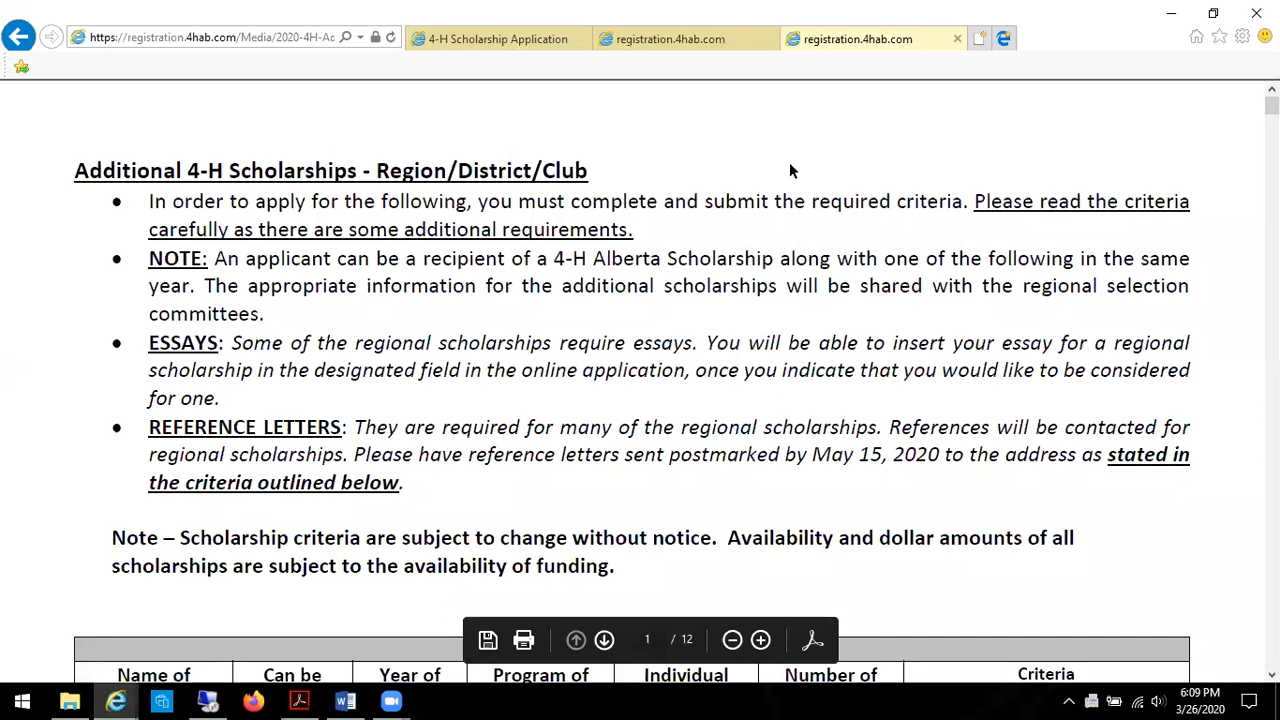 https://registration.4hab.com/Media/2020-4H-Ac
4-H Scholarship Application
registration.4hab.com
registration.4hab.com
Additional 4-H Scholarships - Region/District/Club
• In order to apply for the following, you must complete and submit the required criteria. Please read the criteria
carefully as there are some additional requirements.
• NOTE: An applicant can be a recipient of a 4-H Alberta Scholarship along with one of the following in the same
year. The appropriate information for the additional scholarships will be shared with the regional selection
committees.
• ESSAYS: Some of the regional scholarships require essays. You will be able to insert your essay for a regional
scholarship in the designated field in the online application, once you indicate that you would like to be considered
for one.
• REFERENCE LETTERS: They are required for many of the regional scholarships. References will be contacted for
regional scholarships. Please have reference letters sent postmarked by May 15, 2020 to the address as stated in
the criteria outlined below.
Note – Scholarship criteria are subject to change without notice. Availability and dollar amounts of all
scholarships are subject to the availability of funding.
1 / 12
Name of Can be Year of Program of Individual Number of Criteria
6:09 PM
3/26/2020